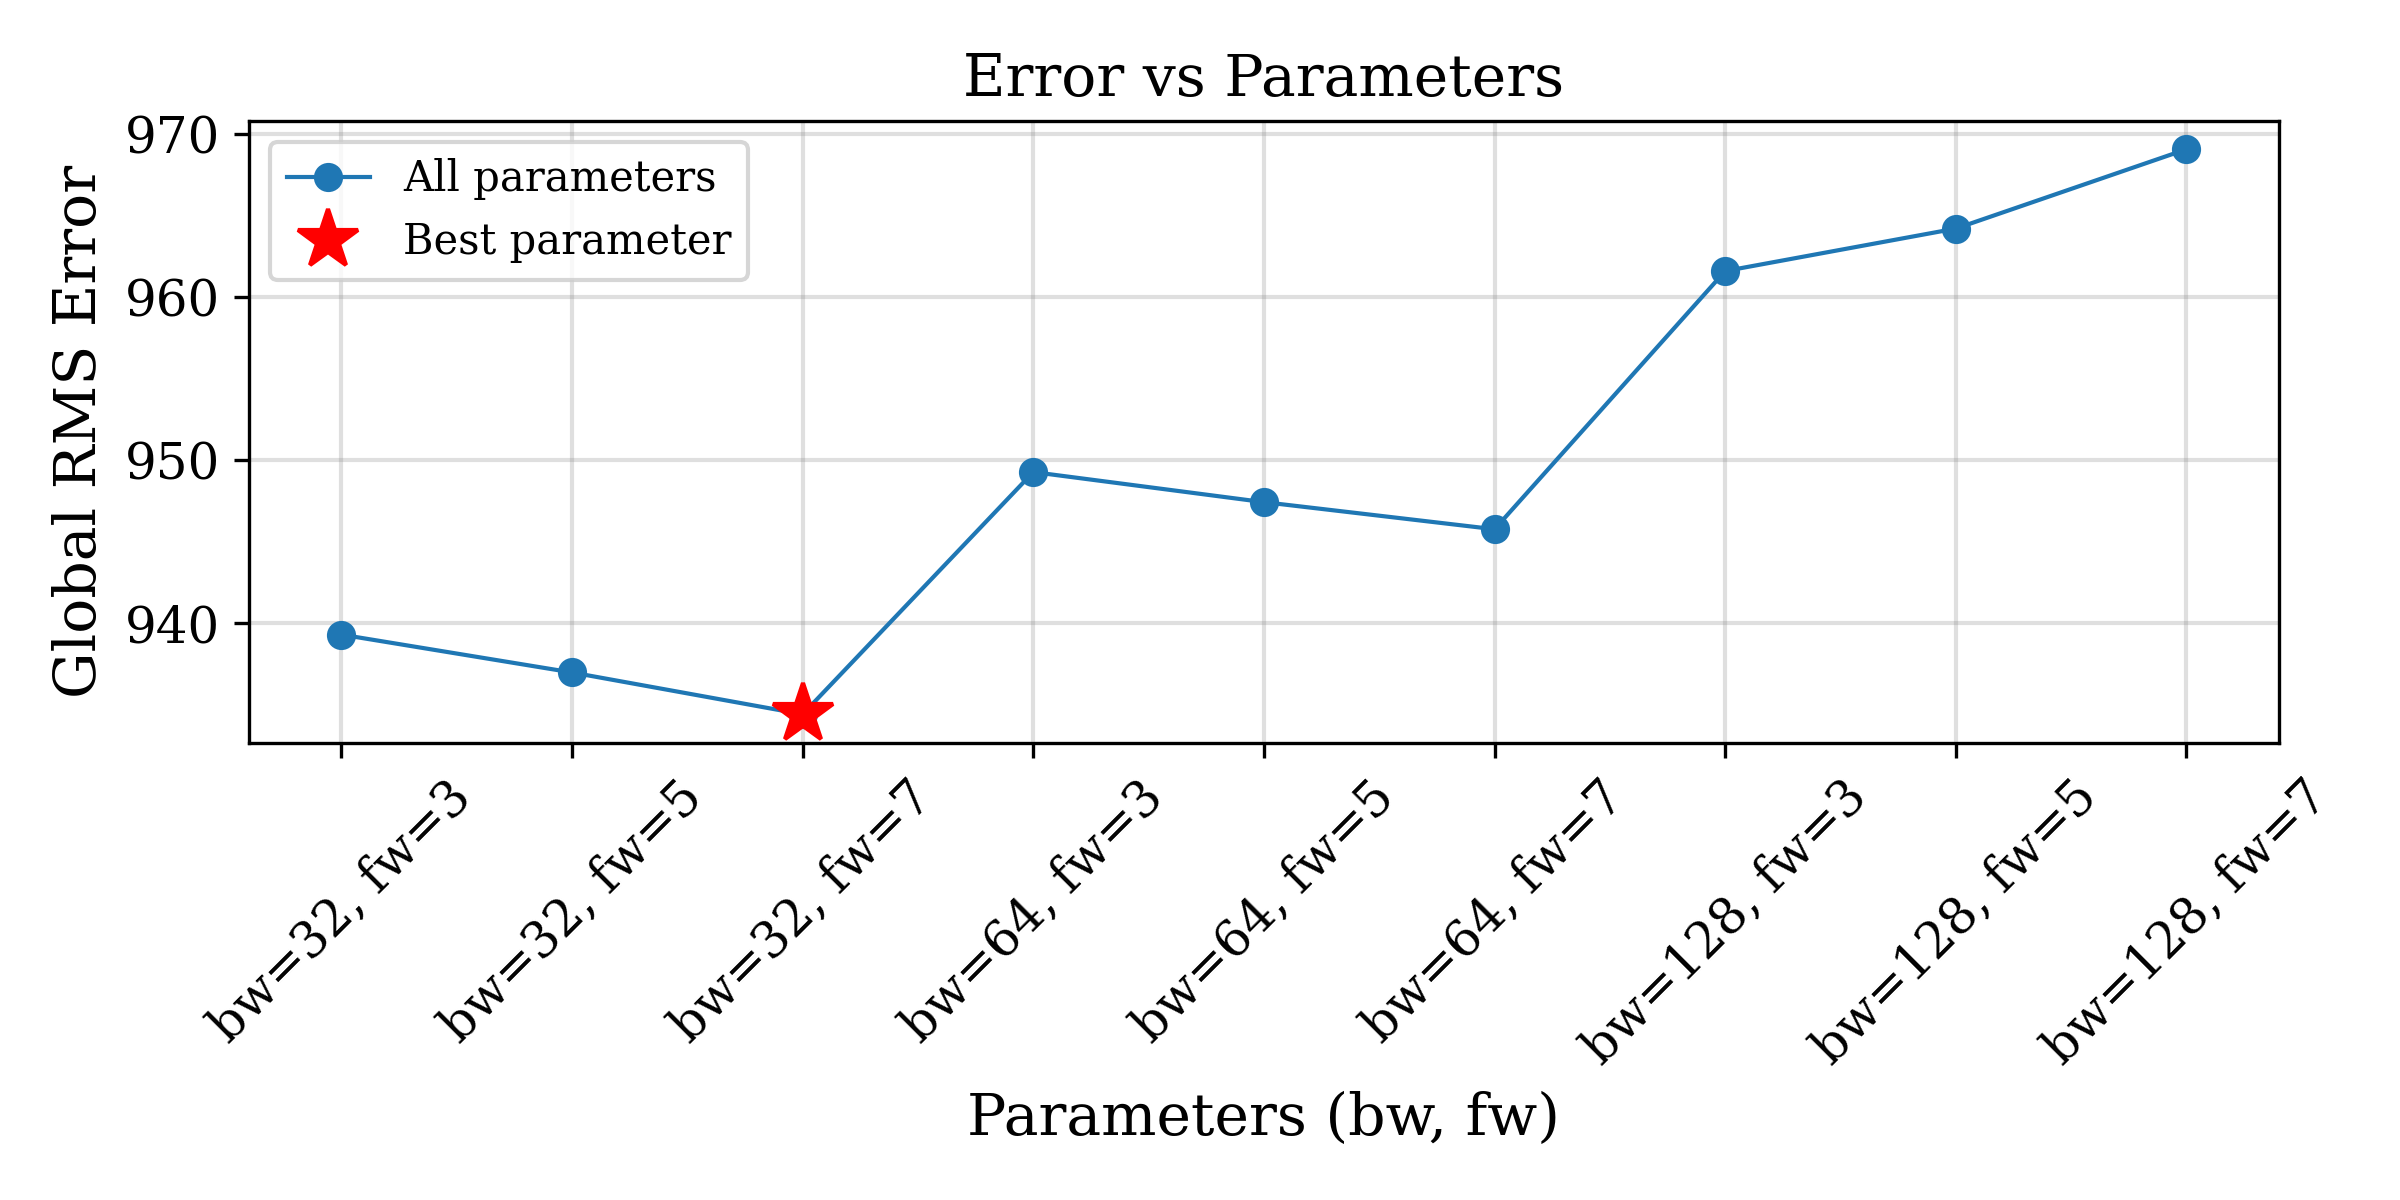 Error vs Parameters
970
960
950
940
Global RMS Error
All parameters
Best parameter
bw=32, fw=3
bw=32, fw=5
bw=32, fw=7
bw=64, fw=3
bw=64, fw=5
bw=64, fw=7
bw=128, fw=3
bw=128, fw=5
bw=128, fw=7
Parameters (bw, fw)